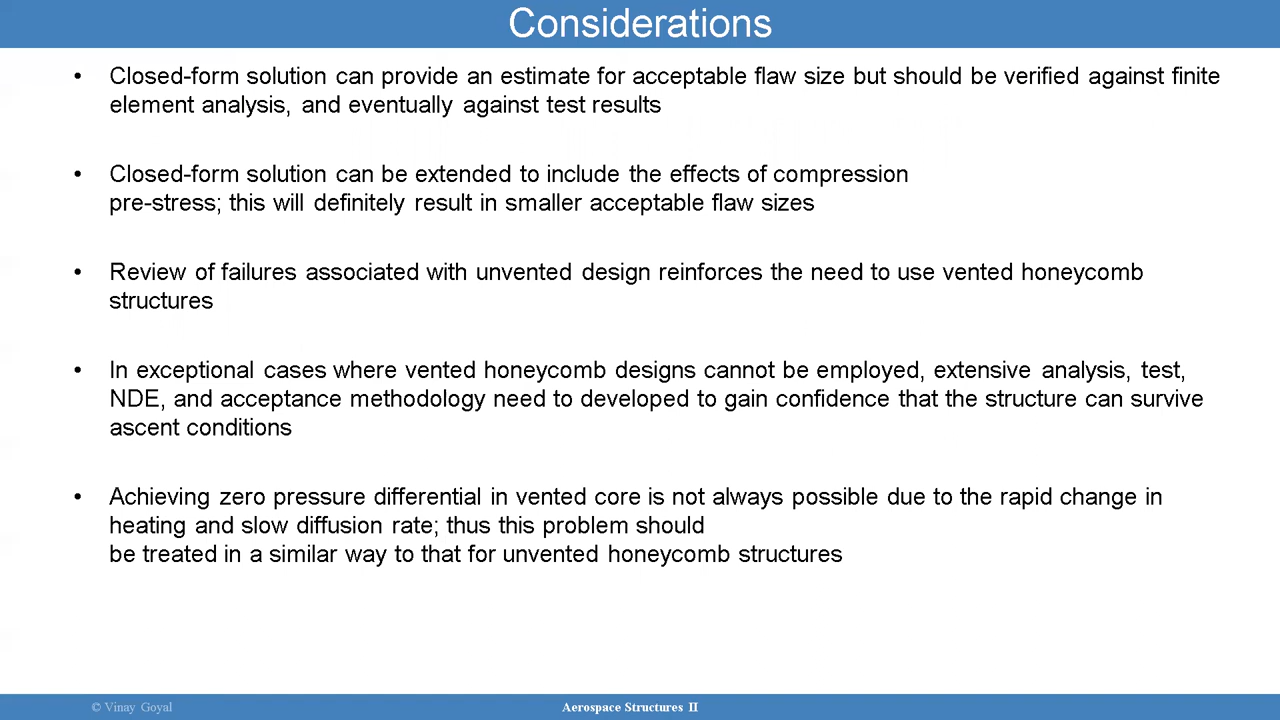 Considerations
• Closed-form solution can provide an estimate for acceptable flaw size but should be verified against finite
element analysis, and eventually against test results
• Closed-form solution can be extended to include the effects of compression
pre-stress; this will definitely result in smaller acceptable flaw sizes
• Review of failures associated with unvented design reinforces the need to use vented honeycomb
structures
• In exceptional cases where vented honeycomb designs cannot be employed, extensive analysis, test,
NDE, and acceptance methodology need to developed to gain confidence that the structure can survive
ascent conditions
• Achieving zero pressure differential in vented core is not always possible due to the rapid change in
heating and slow diffusion rate; thus this problem should
be treated in a similar way to that for unvented honeycomb structures
© Vinay Goyal
Aerospace Structures II